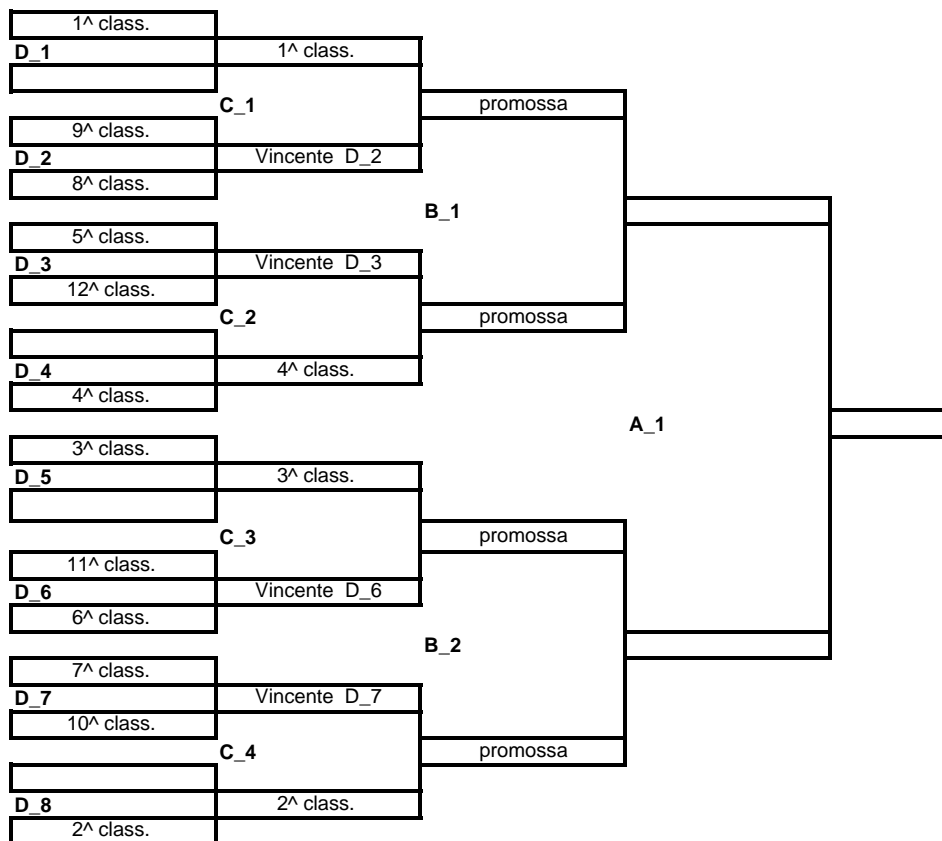 1^ class.
D_1
1^ class.
C_1
promossa
9^ class.
D_2
Vincente D_2
8^ class.
B_1
5^ class.
D_3
Vincente D_3
12^ class.
C_2
promossa
D_4
4^ class.
4^ class.
A_1
3^ class.
D_5
3^ class.
C_3
promossa
11^ class.
D_6
Vincente D_6
6^ class.
B_2
7^ class.
D_7
Vincente D_7
10^ class.
C_4
promossa
D_8
2^ class.
2^ class.